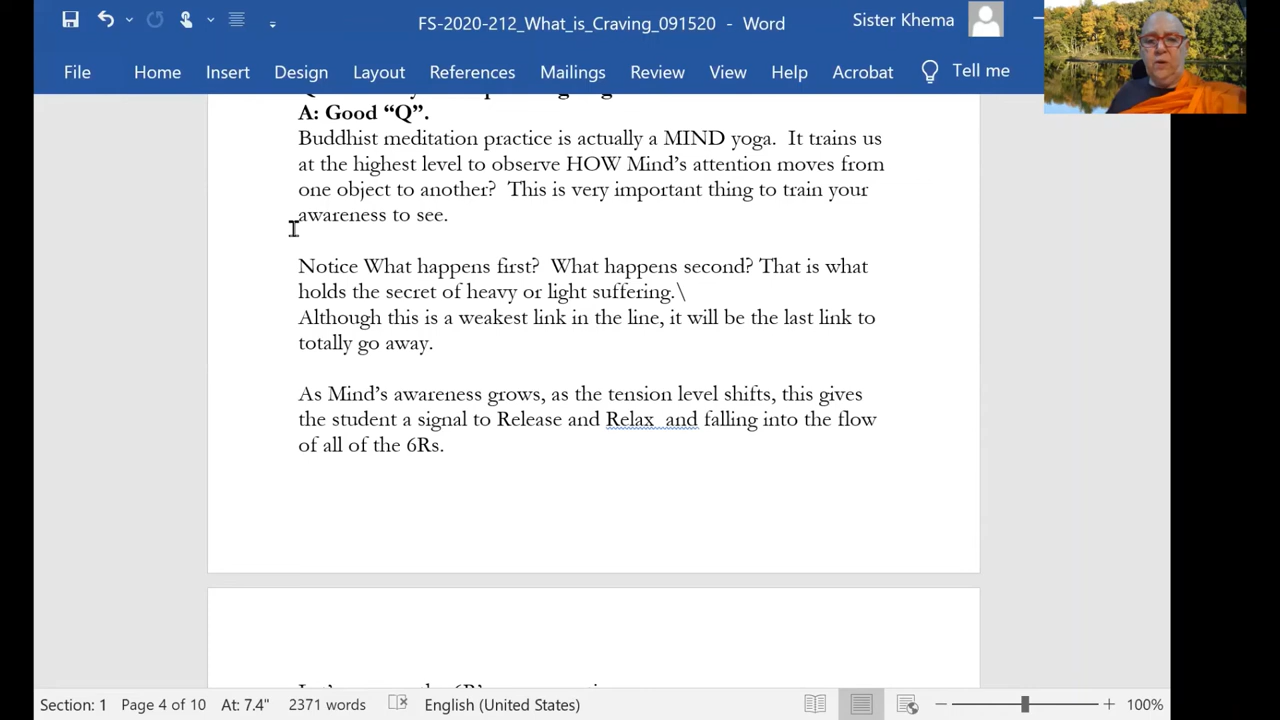 FS-2020-212_What_is_Craving_091520 - Word
Sister Khema
File Home Insert Design Layout References Mailings Review View Help Acrobat Tell me
A: Good “Q”.
Buddhist meditation practice is actually a MIND yoga. It trains us
at the highest level to observe HOW Mind’s attention moves from
one object to another? This is very important thing to train your
awareness to see.
Notice What happens first? What happens second? That is what
holds the secret of heavy or light suffering.\
Although this is a weakest link in the line, it will be the last link to
totally go away.
As Mind’s awareness grows, as the tension level shifts, this gives
the student a signal to Release and Relax and falling into the flow
of all of the 6Rs.
Section: 1 Page 4 of 10 At: 7.4" 2371 words English (United States) 100%